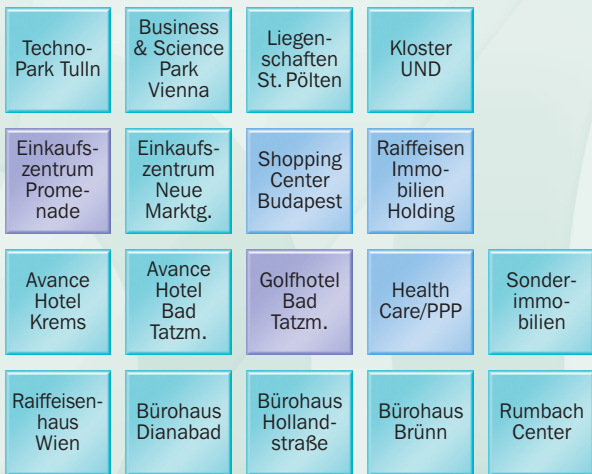 Techno-
Park Tulln
Business
& Science
Park
Vienna
Liegen-
schaften
St. Pölten
Kloster
UND
Einkaufs-
zentrum
Prome-
nade
Einkaufs-
zentrum
Neue
Marktg.
Shopping
Center
Budapest
Raiffeisen
Immo-
bilien
Holding
Avance
Hotel
Krems
Avance
Hotel
Bad
Tatzm.
Golfhotel
Bad
Tatzm.
Health
Care/PPP
Sonder-
immo-
bilien
Raiffeisen-
haus
Wien
Bürohaus
Dianabad
Bürohaus
Holland-
straße
Bürohaus
Brünn
Rumbach
Center